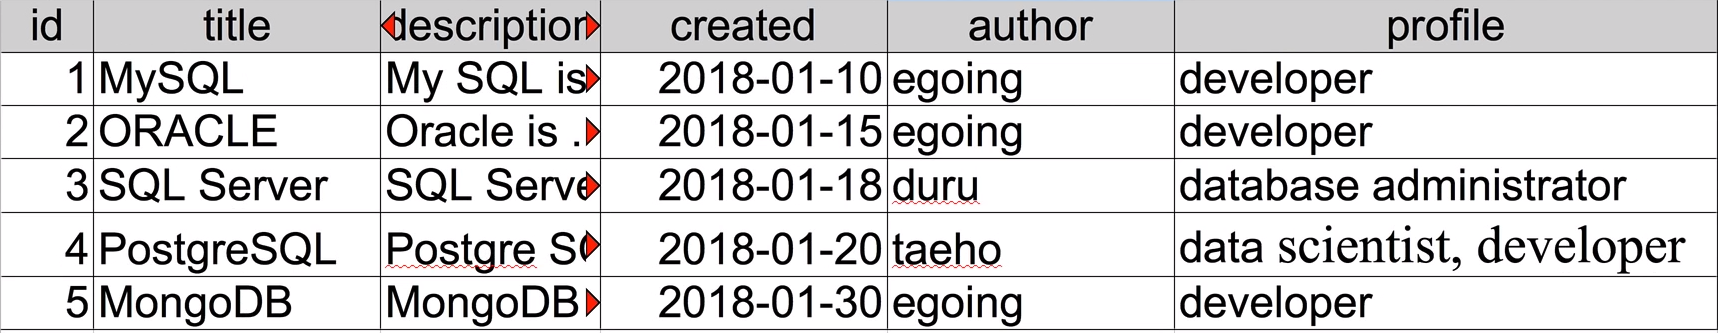 id title description created author profile
1 MySQL My SQL is 2018-01-10 egoing developer
2 ORACLE Oracle is . 2018-01-15 egoing developer
3 SQL Server SQL Serve 2018-01-18 duru database administrator
4 PostgreSQL Postgre SQ 2018-01-20 taeho data scientist, developer
5 MongoDB MongoDB 2018-01-30 egoing developer